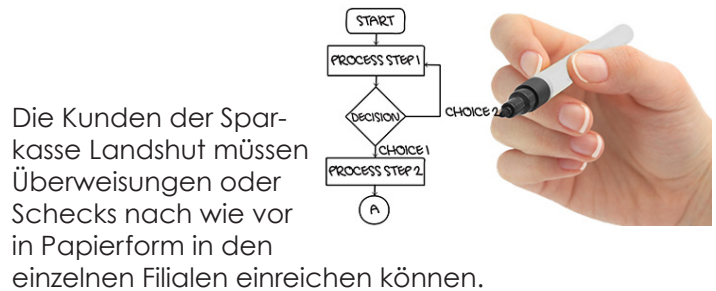 START
PROCESS STEP 1
DECISION
CHOICE 2
CHOICE 1
PROCESS STEP 2
A
Die Kunden der Spar-
kasse Landshut müssen
Überweisungen oder
Schecks nach wie vor
in Papierform in den
einzelnen Filialen einreichen können.